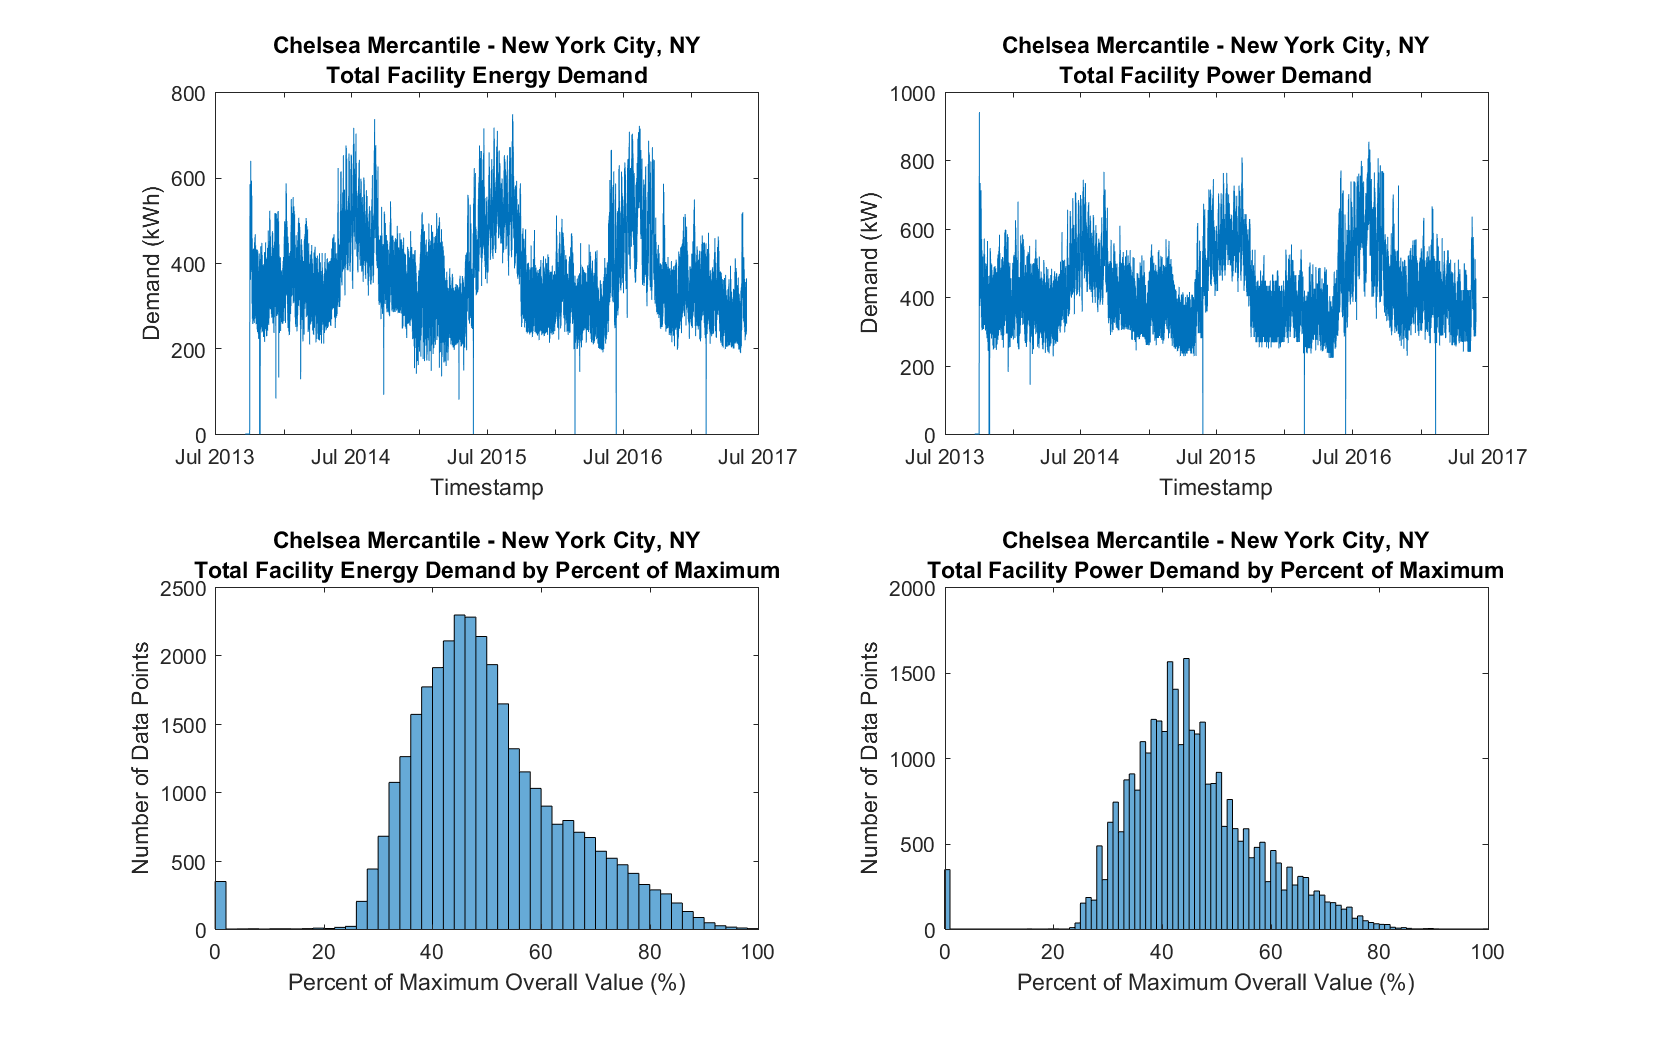 Chelsea Mercantile - New York City, NY
Total Facility Energy Demand
800
600
400
200
0
Demand (kWh)
Jul 2013
Jul 2014
Jul 2015
Jul 2016
Jul 2017
Timestamp
Chelsea Mercantile - New York City, NY
Total Facility Power Demand
1000
800
600
400
200
0
Demand (kW)
Jul 2013
Jul 2014
Jul 2015
Jul 2016
Jul 2017
Timestamp
Chelsea Mercantile - New York City, NY
Total Facility Energy Demand by Percent of Maximum
2500
2000
1500
1000
500
0
Number of Data Points
0
20
40
60
80
100
Percent of Maximum Overall Value (%)
Chelsea Mercantile - New York City, NY
Total Facility Power Demand by Percent of Maximum
2000
1500
1000
500
0
Number of Data Points
0
20
40
60
80
100
Percent of Maximum Overall Value (%)